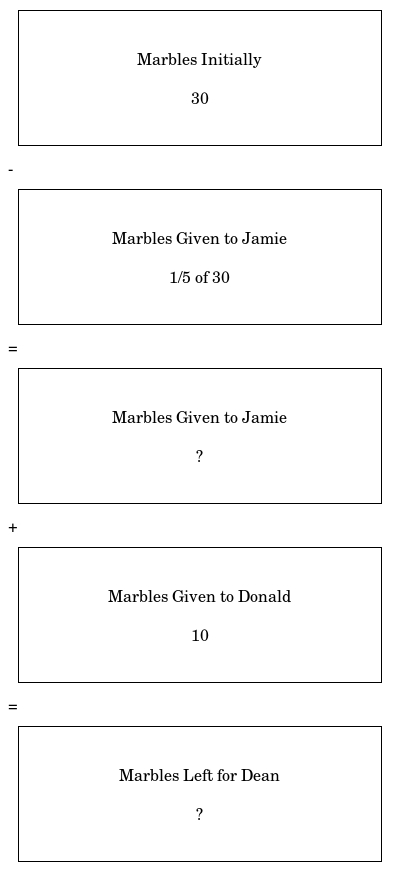 Marbles Initially
30
-
Marbles Given to Jamie
1/5 of 30
=
Marbles Given to Jamie
?
+
Marbles Given to Donald
10
=
Marbles Left for Dean
?